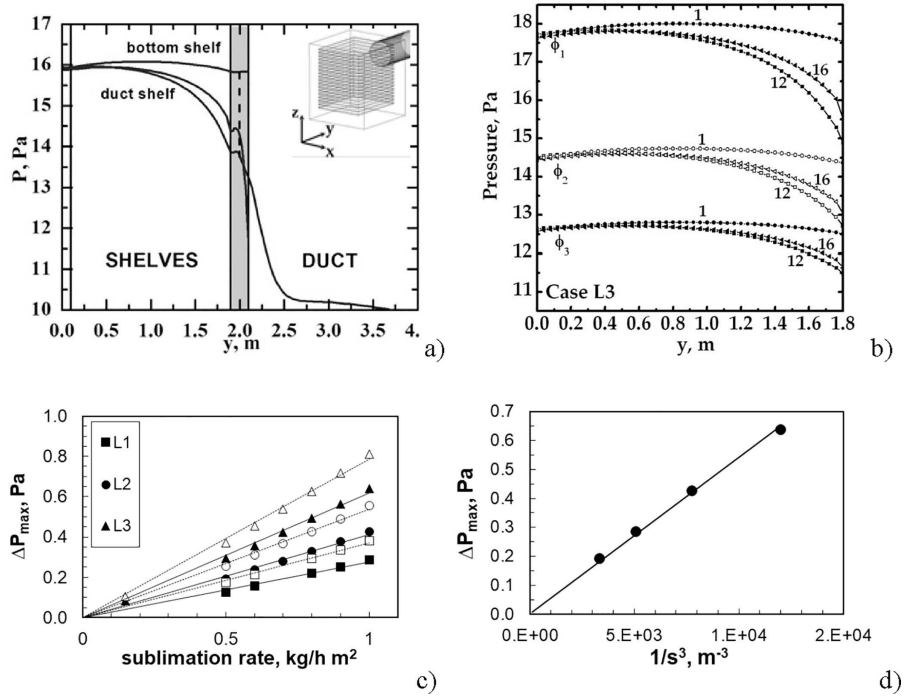 17
16
15
14
13
12
11
10
P, Pa
bottom shelf
duct shelf
SHELVES
DUCT
z
y
x
0.0 0.5 1.0 1.5 2.0 2.5 3.0 3.5 4.
y, m
a)
18
17
16
15
14
13
12
11
Pressure, Pa
1
ϕ1
16
12
1
ϕ2
16
12
1
ϕ3
16
12
Case L3
0.0 0.2 0.4 0.6 0.8 1.0 1.2 1.4 1.6 1.8
y, m
b)
1.0
0.8
0.6
0.4
0.2
0.0
ΔPmax, Pa
L1
L2
L3
0 0.5 1
sublimation rate, kg/h m²
c)
0.7
0.6
0.5
0.4
0.3
0.2
0.1
0.0
ΔPmax, Pa
0.E+00 5.E+03 1.E+04 2.E+04
1/s³, m⁻³
d)